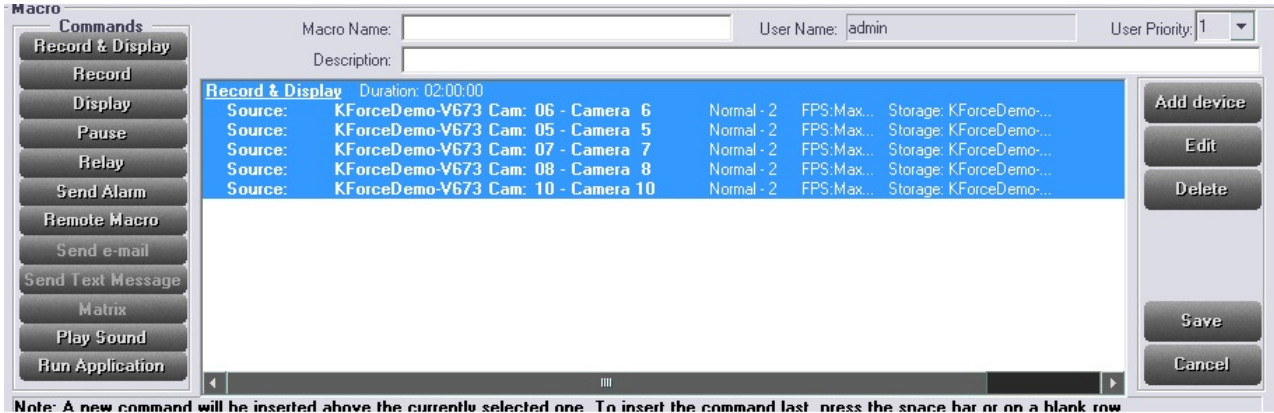 Macro
Commands
Record & Display
Record
Display
Pause
Relay
Send Alarm
Remote Macro
Send e-mail
Send Text Message
Matrix
Play Sound
Run Application
Macro Name:
User Name: admin
User Priority: 1
Description:
Record & Display Duration: 02:00:00
Source: KForceDemo-V673 Cam: 06 - Camera 6 Normal - 2 FPS:Max... Storage: KForceDemo-...
Source: KForceDemo-V673 Cam: 05 - Camera 5 Normal - 2 FPS:Max... Storage: KForceDemo-...
Source: KForceDemo-V673 Cam: 07 - Camera 7 Normal - 2 FPS:Max... Storage: KForceDemo-...
Source: KForceDemo-V673 Cam: 08 - Camera 8 Normal - 2 FPS:Max... Storage: KForceDemo-...
Source: KForceDemo-V673 Cam: 10 - Camera 10 Normal - 2 FPS:Max... Storage: KForceDemo-...
Add device
Edit
Delete
Save
Cancel
Note: A new command will be inserted above the currently selected one. To insert the command last, press the space bar or on a blank row